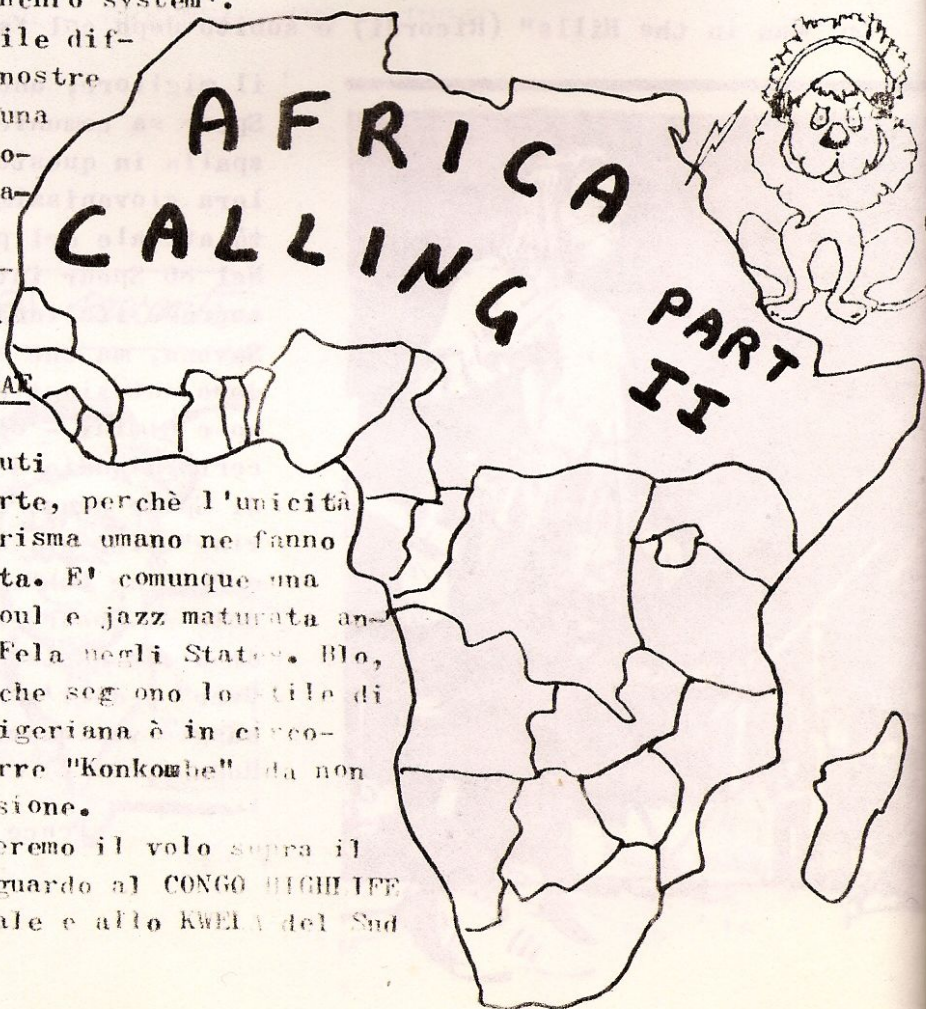 nchro system".
ile dif-
nostre
una
o-
a-
AFRICA
CALLING
PART
II
AE
uti
rte, perchè l'unicità
risma umano ne fanno
ta. E' comunque una
oul e jazz maturata an-
Fela negli States. Blo,
che seg ono lo stile di
igeriana è in circo-
rre "Konkombe" da non
sione.
eremo il volo sopra il
guardo al CONGO HIGHLIFE
ale e allo KWELA del Sud